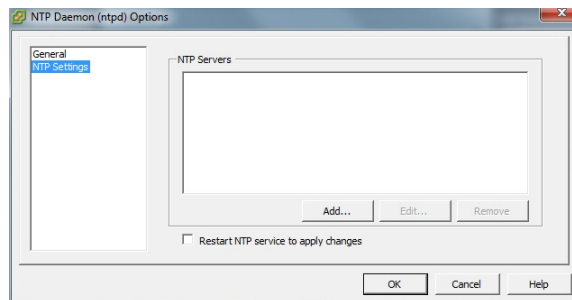 NTP Daemon (ntpd) Options
General
NTP Settings
NTP Servers
Add...
Edit...
Remove
Restart NTP service to apply changes
OK
Cancel
Help